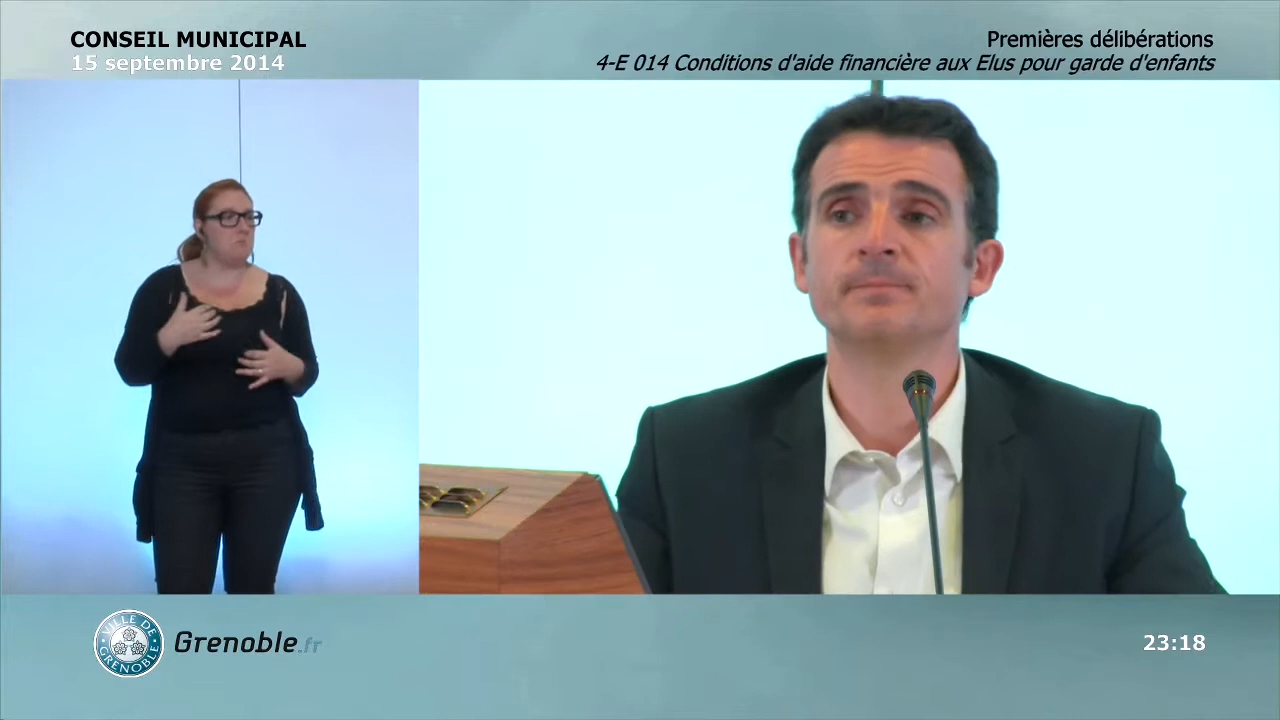 CONSEIL MUNICIPAL
15 septembre 2014
Premières délibérations
4-E 014 Conditions d'aide financière aux Elus pour garde d'enfants
VILLE DE GRENOBLE
Grenoble.fr
23:18